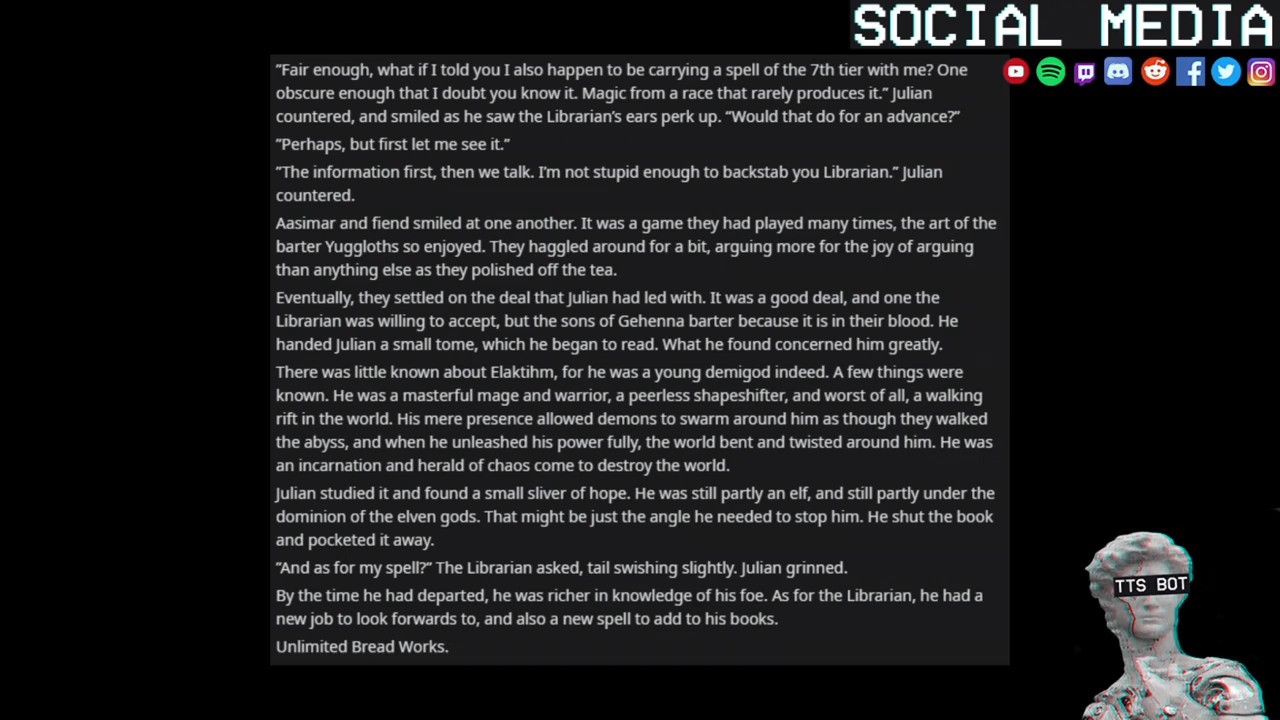 SOCIAL MEDIA
"Fair enough, what if I told you I also happen to be carrying a spell of the 7th tier with me? One
obscure enough that I doubt you know it. Magic from a race that rarely produces it." Julian
countered, and smiled as he saw the Librarian's ears perk up. "Would that do for an advance?"
"Perhaps, but first let me see it."
"The information first, then we talk. I'm not stupid enough to backstab you Librarian." Julian
countered.
Aasimar and fiend smiled at one another. It was a game they had played many times, the art of the
barter Yuggloths so enjoyed. They haggled around for a bit, arguing more for the joy of arguing
than anything else as they polished off the tea.
Eventually, they settled on the deal that Julian had led with. It was a good deal, and one the
Librarian was willing to accept, but the sons of Gehenna barter because it is in their blood. He
handed Julian a small tome, which he began to read. What he found concerned him greatly.
There was little known about Elaktihm, for he was a young demigod indeed. A few things were
known. He was a masterful mage and warrior, a peerless shapeshifter, and worst of all, a walking
rift in the world. His mere presence allowed demons to swarm around him as though they walked
the abyss, and when he unleashed his power fully, the world bent and twisted around him. He was
an incarnation and herald of chaos come to destroy the world.
Julian studied it and found a small sliver of hope. He was still partly an elf, and still partly under the
dominion of the elven gods. That might be just the angle he needed to stop him. He shut the book
and pocketed it away.
"And as for my spell?" The Librarian asked, tail swishing slightly. Julian grinned.
By the time he had departed, he was richer in knowledge of his foe. As for the Librarian, he had a
new job to look forwards to, and also a new spell to add to his books.
Unlimited Bread Works.
TTS BOT